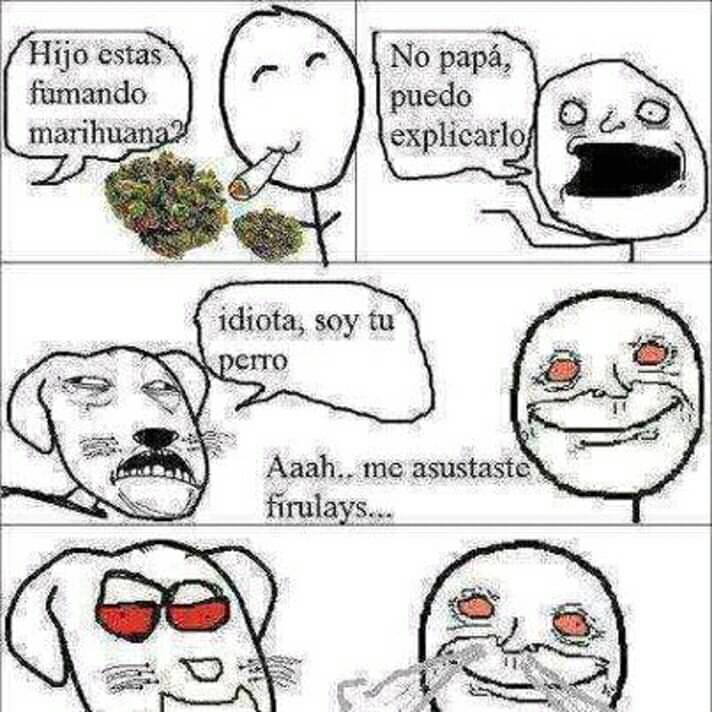 Hijo estas
fumando
marihuana?
No papá,
puedo
explicarlo
idiota, soy tu
perro
Aaah.. me asustaste
firulays...